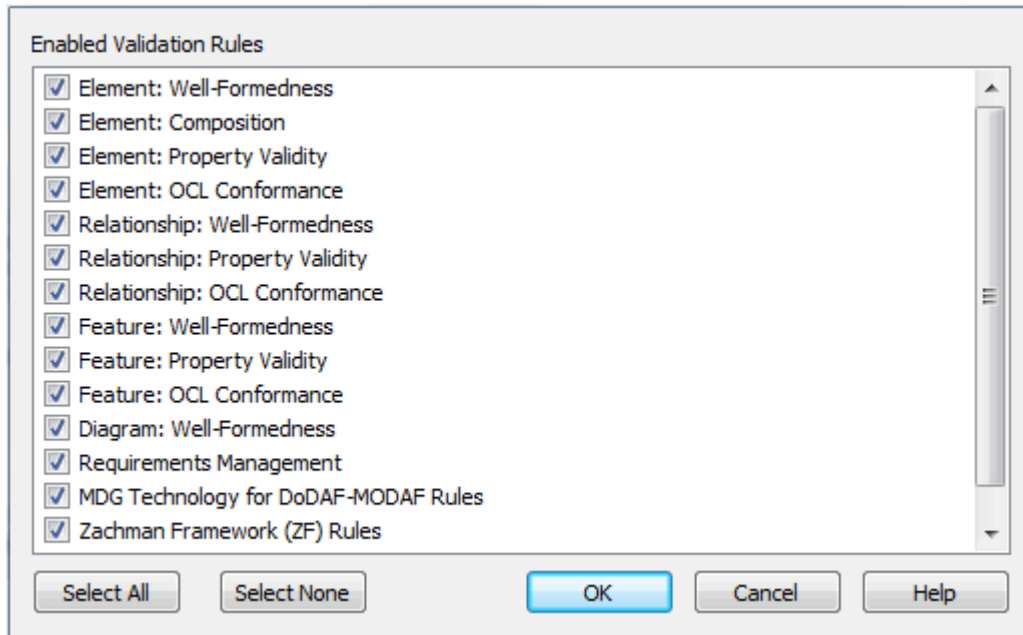 Enabled Validation Rules
Element: Well-Formedness
Element: Composition
Element: Property Validity
Element: OCL Conformance
Relationship: Well-Formedness
Relationship: Property Validity
Relationship: OCL Conformance
Feature: Well-Formedness
Feature: Property Validity
Feature: OCL Conformance
Diagram: Well-Formedness
Requirements Management
MDG Technology for DoDAF-MODAF Rules
Zachman Framework (ZF) Rules
Select All Select None OK Cancel Help